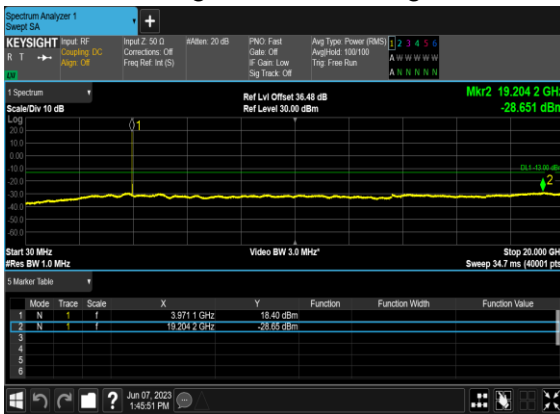 Spectrum Analyzer 1
Swept SA
KEYSIGHT Input: RF Input Z: 50 Ω #Atten: 20 dB PNO: Fast Avg Type: Power (RMS) 1 2 3 4 5 6
R T Coupling: DC Corrections: Off Gate: Off Avg|Hold: 100/100 A W W W W W
Align: Off Freq Ref: Int (S) IF Gain: Low Trig: Free Run
LV Sig Track: Off A N N N N N
1 Spectrum Ref Lvl Offset 36.48 dB Mkr2 19.204 2 GHz
Scale/Div 10 dB Ref Level 30.00 dBm -28.651 dBm
Log
20.0 1
10.0
0.00
-10.0 DL1 -13.00 dBm
-20.0 2
-30.0
-40.0
-50.0
-60.0
Start 30 MHz Video BW 3.0 MHz* Stop 20.000 GHz
#Res BW 1.0 MHz Sweep 34.7 ms (40001 pts)
5 Marker Table
Mode Trace Scale X Y Function Function Width Function Value
1 N 1 f 3.971 1 GHz 18.40 dBm
2 N 1 f 19.204 2 GHz -28.65 dBm
3
4
5
6
? Jun 07, 2023
1:45:51 PM